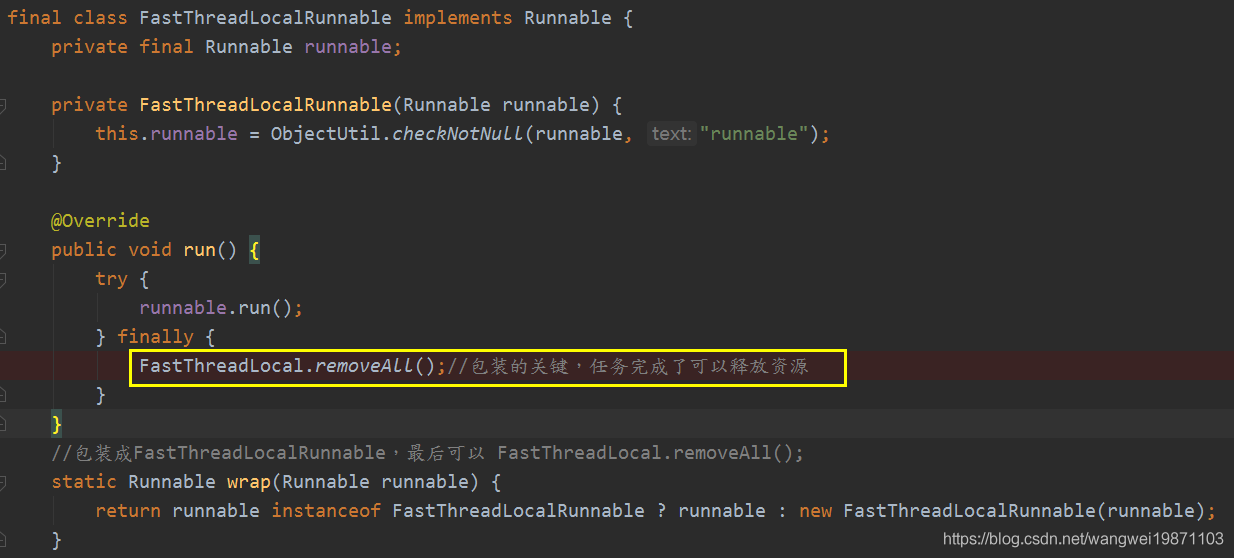 final class FastThreadLocalRunnable implements Runnable {
private final Runnable runnable;
private FastThreadLocalRunnable(Runnable runnable) {
this.runnable = ObjectUtil.checkNotNull(runnable, text: "runnable");
}
@Override
public void run() {
try {
runnable.run();
} finally {
FastThreadLocal.removeAll();//包装的关键，任务完成了可以释放资源
}
}
//包装成FastThreadLocalRunnable，最后可以 FastThreadLocal.removeAll();
static Runnable wrap(Runnable runnable) {
return runnable instanceof FastThreadLocalRunnable ? runnable : new FastThreadLocalRunnable(runnable);
}
https://blog.csdn.net/wangwei19871103